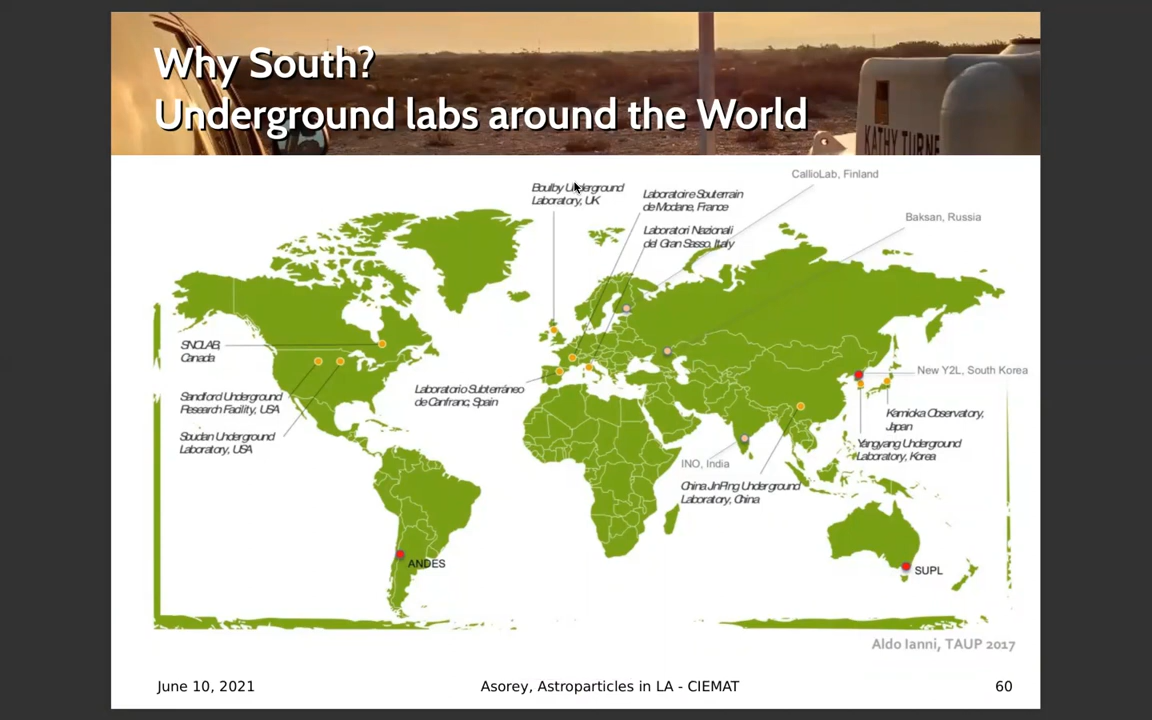 Why South?
Underground labs around the World
KATHY TURNE
CallioLab, Finland
Boulby Underground
Laboratory, UK
Laboratoire Souterrain
de Modane, France
Baksan, Russia
Laboratori Nazionali
del Gran Sasso, Italy
SNOLAB,
Canada
New Y2L, South Korea
Sandford Underground
Research Facility, USA
Laboratorio Subterráneo
de Canfranc, Spain
Kamioka Observatory,
Japan
Soudan Underground
Laboratory, USA
Yangyang Underground
Laboratory, Korea
INO, India
China JinPing Underground
Laboratory, China
ANDES
SUPL
Aldo Ianni, TAUP 2017
June 10, 2021
Asorey, Astroparticles in LA - CIEMAT
60